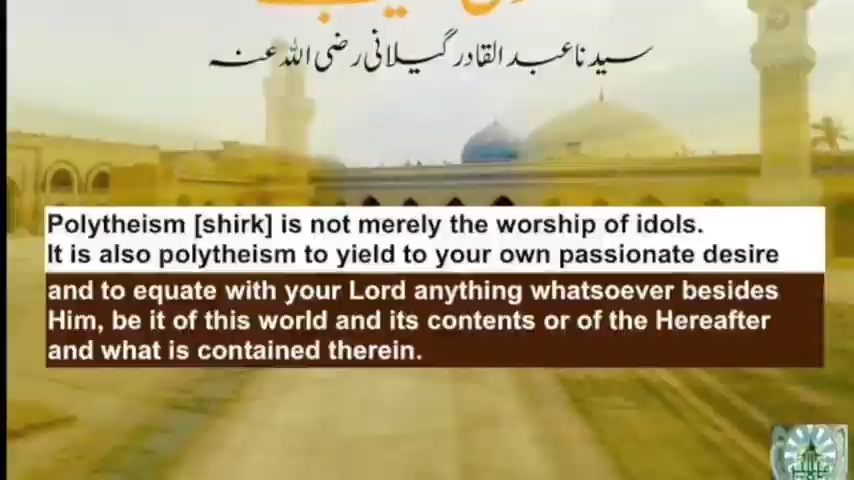 سیدنا عبدالقادر گیلانی رضی اللہ عنہ
Polytheism [shirk] is not merely the worship of idols.
It is also polytheism to yield to your own passionate desire
and to equate with your Lord anything whatsoever besides
Him, be it of this world and its contents or of the Hereafter
and what is contained therein.